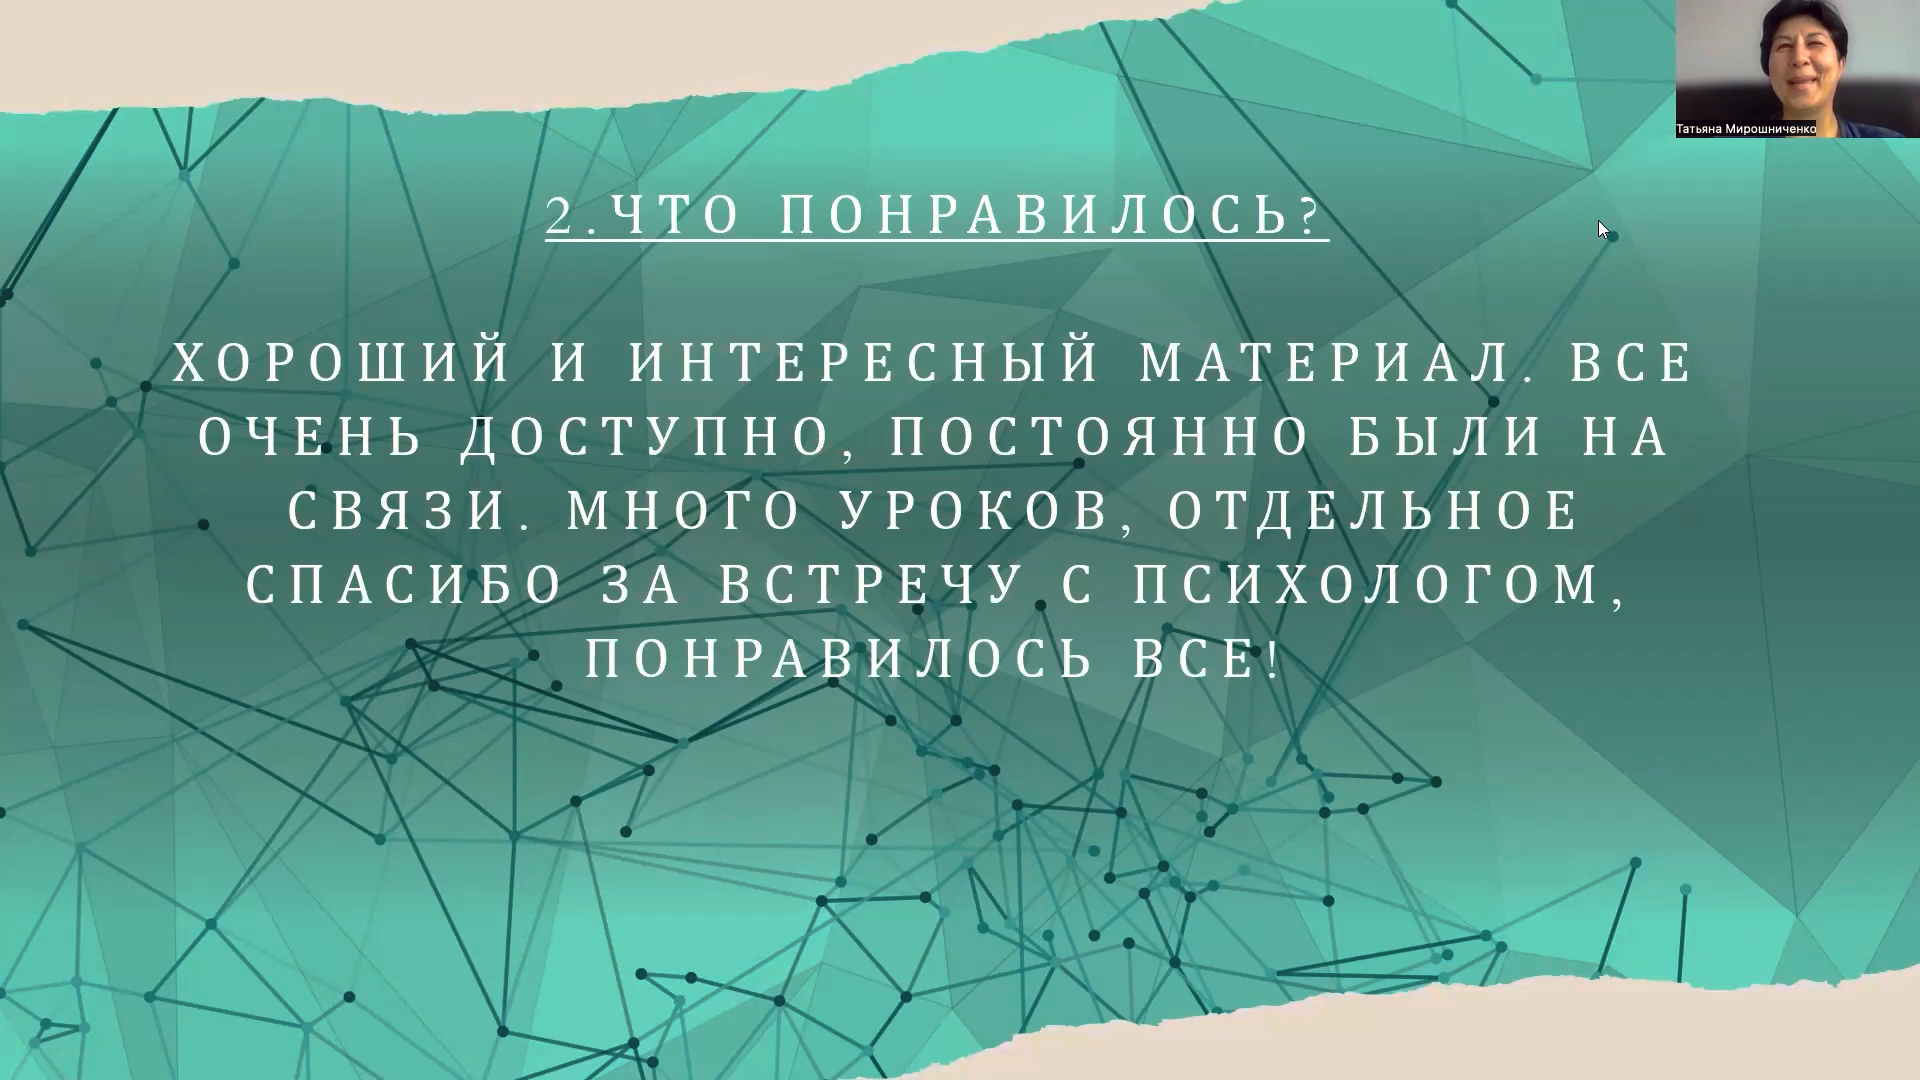 Татьяна Мирошниченко
2.ЧТО ПОНРАВИЛОСЬ?
ХОРОШИЙ И ИНТЕРЕСНЫЙ МАТЕРИАЛ. ВСЕ
ОЧЕНЬ ДОСТУПНО, ПОСТОЯННО БЫЛИ НА
СВЯЗИ. МНОГО УРОКОВ, ОТДЕЛЬНОЕ
СПАСИБО ЗА ВСТРЕЧУ С ПСИХОЛОГОМ,
ПОНРАВИЛОСЬ ВСЕ!